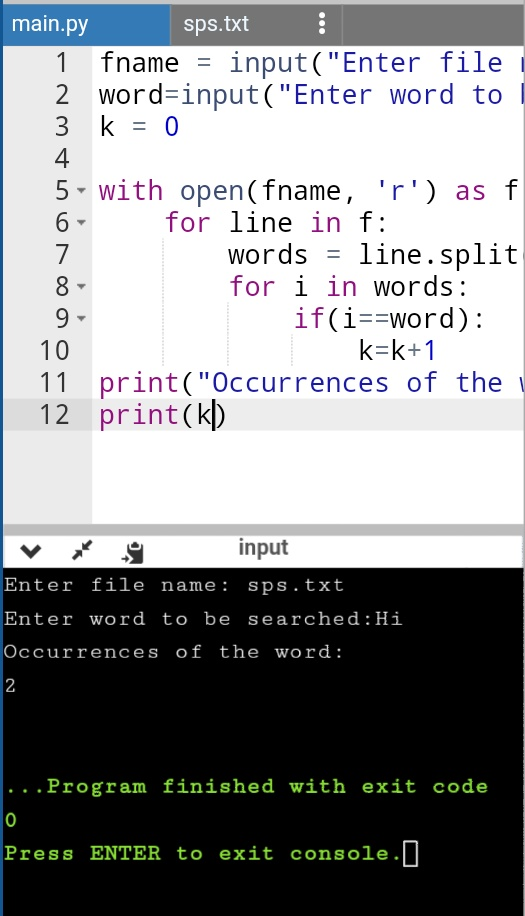 main.py sps.txt
1 fname = input("Enter file
2 word=input("Enter word to
3 k = 0
4
5 with open(fname, 'r') as f
6 for line in f:
7 words = line.split
8 for i in words:
9 if(i==word):
10 k=k+1
11 print("Occurrences of the
12 print(k)
input
Enter file name: sps.txt
Enter word to be searched:Hi
Occurrences of the word:
2
...Program finished with exit code
0
Press ENTER to exit console.